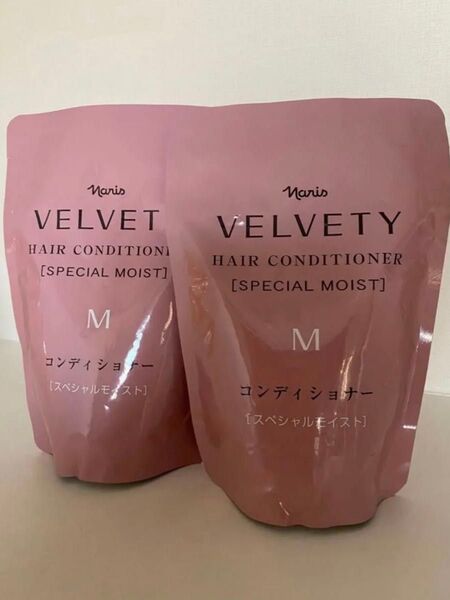 naris
VELVET
HAIR CONDITIONE
[SPECIAL MOIST]
M
コンディショナー
[スペシャルモイスト]
naris
VELVETY
HAIR CONDITIONER
[SPECIAL MOIST]
M
コンディショナー
[スペシャルモイスト]